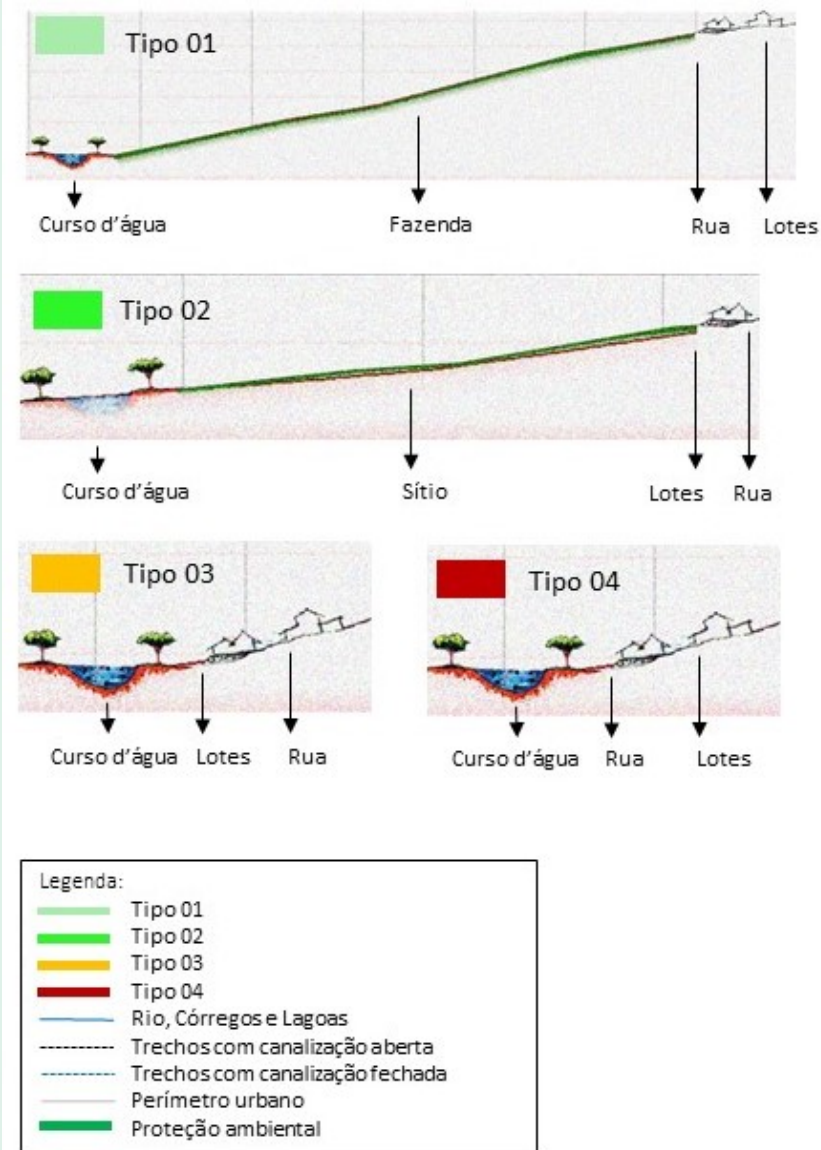 Tipo 01
Curso d'água Fazenda Rua Lotes
Tipo 02
Curso d'água Sítio Lotes Rua
Tipo 03
Curso d'água Lotes Rua
Tipo 04
Curso d'água Rua Lotes
Legenda:
Tipo 01
Tipo 02
Tipo 03
Tipo 04
Rio, Córregos e Lagoas
Trechos com canalização aberta
Trechos com canalização fechada
Perímetro urbano
Proteção ambiental